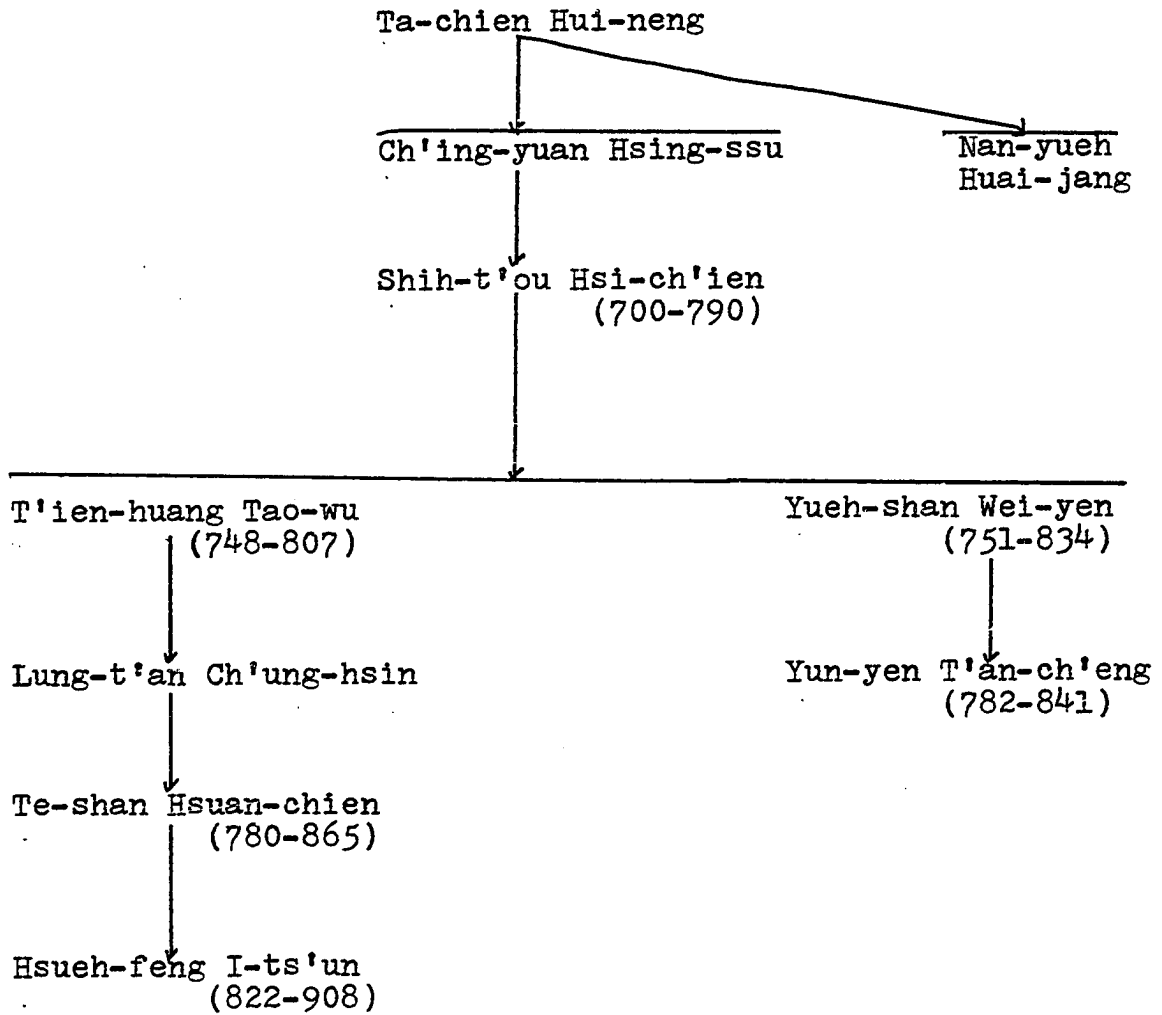 Ta-chien Hui-neng
Ch'ing-yuan Hsing-ssu
Nan-yueh
Huai-jang
Shih-t'ou Hsi-ch'ien
(700-790)
T'ien-huang Tao-wu
(748-807)
Yueh-shan Wei-yen
(751-834)
Lung-t'an Ch'ung-hsin
Yun-yen T'an-ch'eng
(782-841)
Te-shan Hsuan-chien
(780-865)
Hsueh-feng I-ts'un
(822-908)